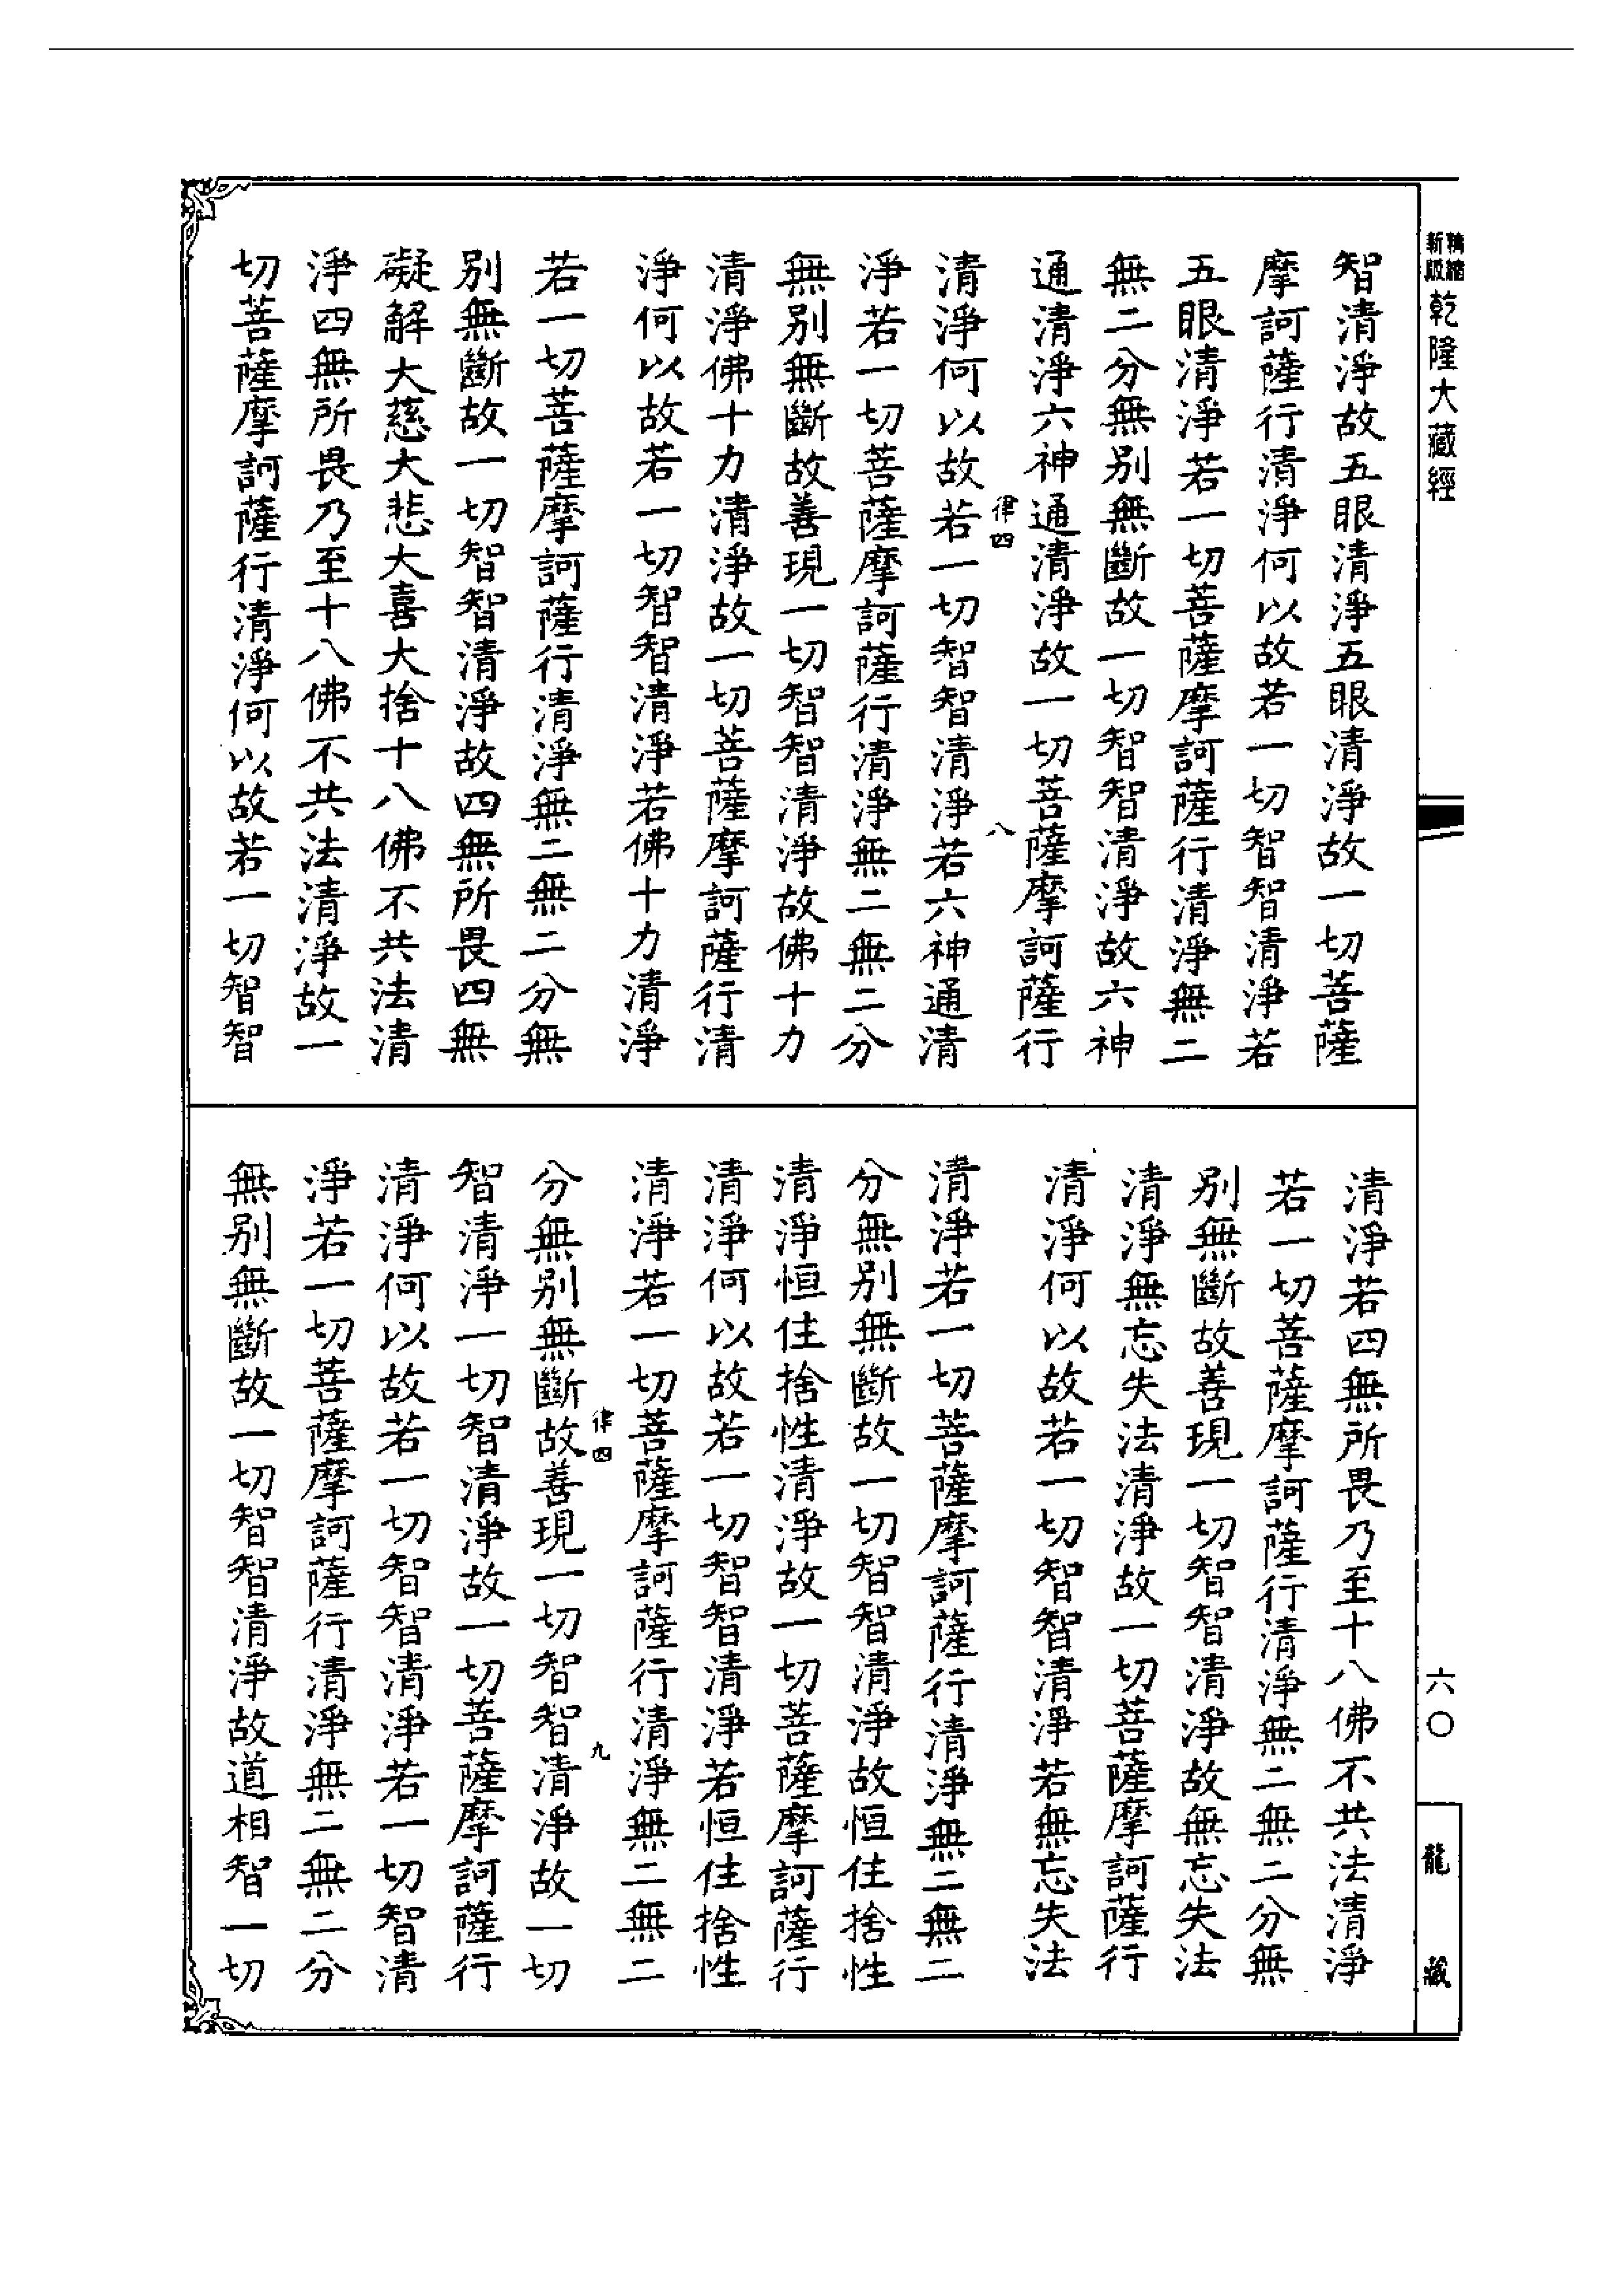 精縮新版乾隆大藏經
智清淨故五眼清淨五眼清淨故一切菩薩
摩訶薩行清淨何以故若一切智智清淨若
五眼清淨若一切菩薩摩訶薩行清淨無二
無二分無別無斷故一切智智清淨故六神
通清淨六神通清淨故一切菩薩摩訶薩行
律四 八
清淨何以故若一切智智清淨若六神通清
淨若一切菩薩摩訶薩行清淨無二無二分
無別無斷故善現一切智智清淨故佛十力
清淨佛十力清淨故一切菩薩摩訶薩行清
淨何以故若一切智智清淨若佛十力清淨
若一切菩薩摩訶薩行清淨無二無二分無
別無斷故一切智智清淨故四無所畏四無
礙解大慈大悲大喜大捨十八佛不共法清
淨四無所畏乃至十八佛不共法清淨故一
切菩薩摩訶薩行清淨何以故若一切智智
清淨若四無所畏乃至十八佛不共法清淨
若一切菩薩摩訶薩行清淨無二無二分無
別無斷故善現一切智智清淨故無忘失法
清淨無忘失法清淨故一切菩薩摩訶薩行
清淨何以故若一切智智清淨若無忘失法
清淨若一切菩薩摩訶薩行清淨無二無二
分無別無斷故一切智智清淨故恒住捨性
清淨恒住捨性清淨故一切菩薩摩訶薩行
清淨何以故若一切智智清淨若恒住捨性
清淨若一切菩薩摩訶薩行清淨無二無二
律四 九
分無別無斷故善現一切智智清淨故一切
智清淨一切智清淨故一切菩薩摩訶薩行
清淨何以故若一切智智清淨若一切智清
淨若一切菩薩摩訶薩行清淨無二無二分
無別無斷故一切智智清淨故道相智一切
六〇
龍藏